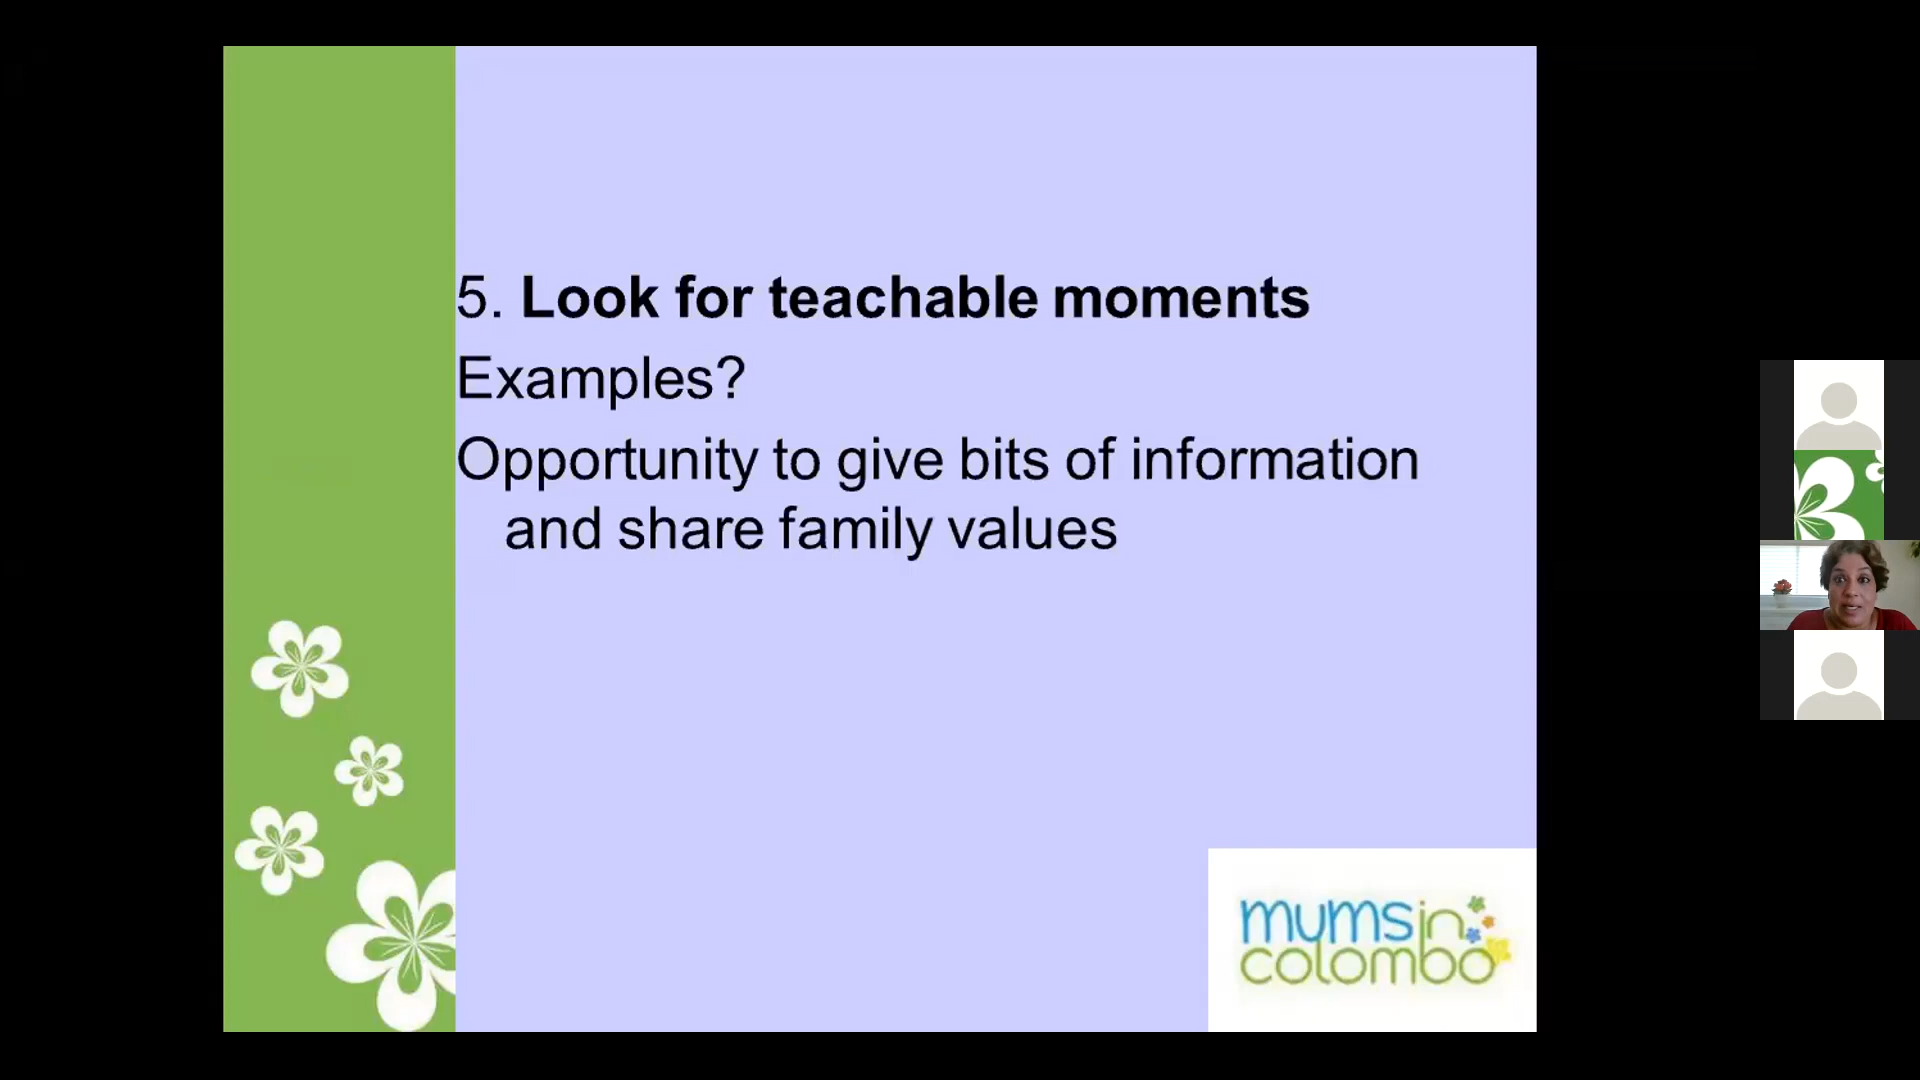 5. Look for teachable moments
Examples?
Opportunity to give bits of information
and share family values
mums in
colombo